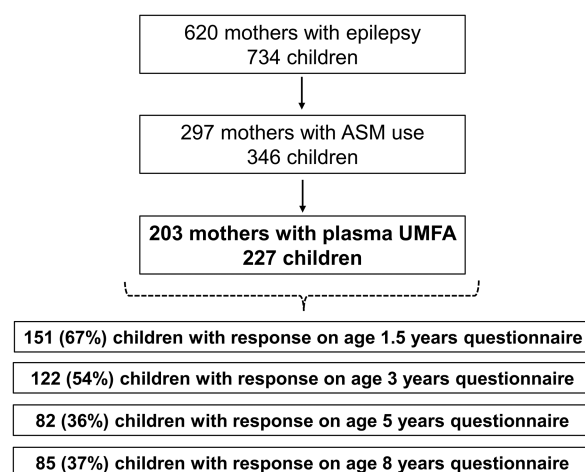 620 mothers with epilepsy
734 children
297 mothers with ASM use
346 children
203 mothers with plasma UMFA
227 children
151 (67%) children with response on age 1.5 years questionnaire
122 (54%) children with response on age 3 years questionnaire
82 (36%) children with response on age 5 years questionnaire
85 (37%) children with response on age 8 years questionnaire